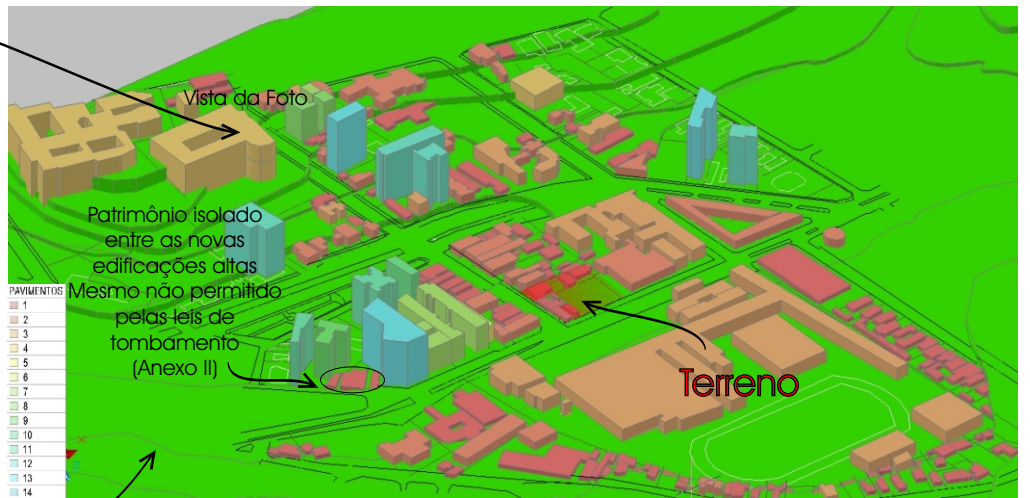 Vista da Foto
Patrimônio isolado
entre as novas
edificações altas
Mesmo não permitido
pelas leis de
tombamento
(Anexo II)
Terreno
PAVIMENTOS
1
2
3
4
5
6
7
8
9
10
11
12
13
14